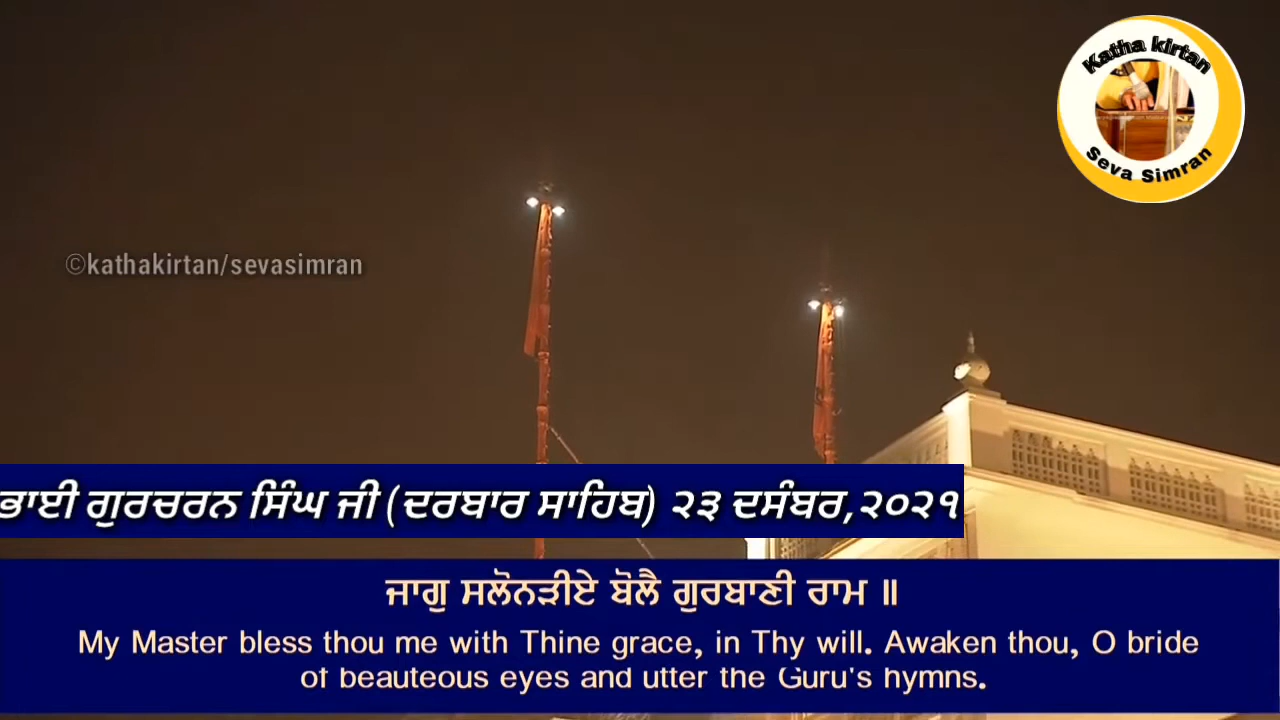 Katha kirtan
Seva Simran
©kathakirtan/sevasimran
ਭਾਈ ਗੁਰਚਰਨ ਸਿੰਘ ਜੀ (ਦਰਬਾਰ ਸਾਹਿਬ) ੨੩ ਦਸੰਬਰ,੨੦੨੧
ਜਾਗੁ ਸਲੋਨੜੀਏ ਬੋਲੈ ਗੁਰਬਾਣੀ ਰਾਮ ॥
My Master bless thou me with Thine grace, in Thy will. Awaken thou, O bride
of beauteous eyes and utter the Guru's hymns.